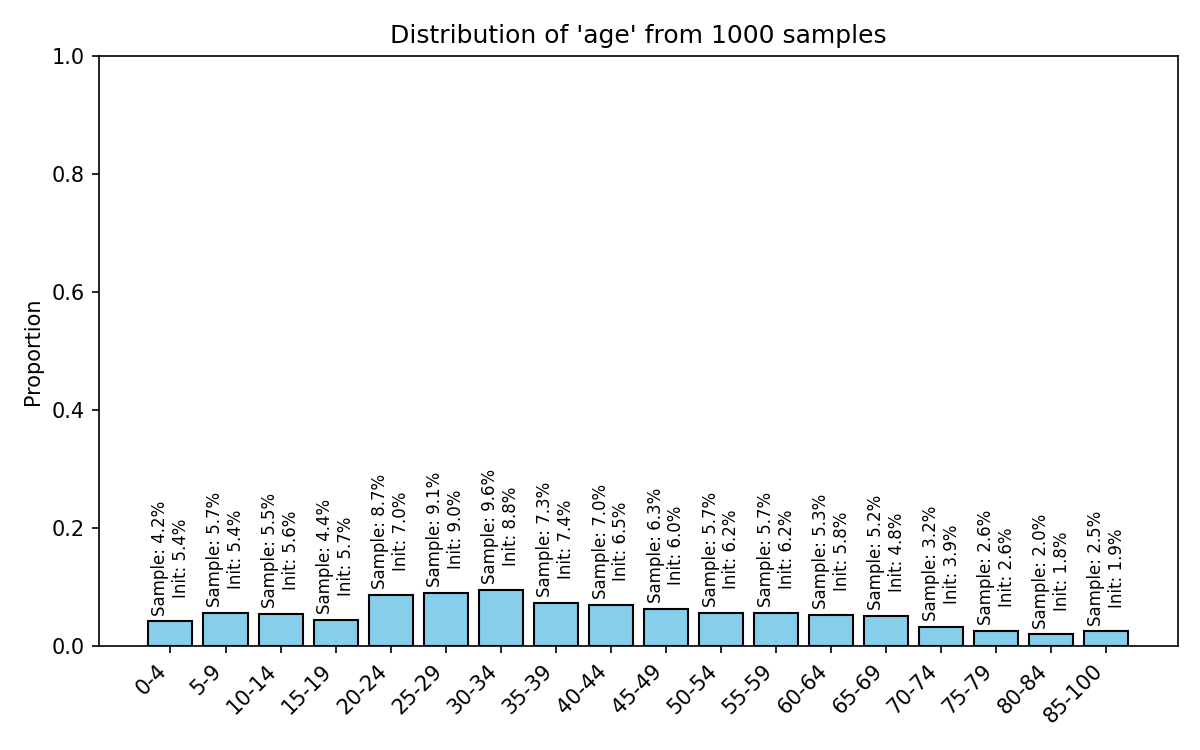 Distribution of 'age' from 1000 samples
Proportion
1.0
0.8
0.6
0.4
0.2
0.0
Sample: 4.2%
Init: 5.4%
Sample: 5.7%
Init: 5.4%
Sample: 5.5%
Init: 5.6%
Sample: 4.4%
Init: 5.7%
Sample: 8.7%
Init: 7.0%
Sample: 9.1%
Init: 9.0%
Sample: 9.6%
Init: 8.8%
Sample: 7.3%
Init: 7.4%
Sample: 7.0%
Init: 6.5%
Sample: 6.3%
Init: 6.0%
Sample: 5.7%
Init: 6.2%
Sample: 5.7%
Init: 6.2%
Sample: 5.3%
Init: 5.8%
Sample: 5.2%
Init: 4.8%
Sample: 3.2%
Init: 3.9%
Sample: 2.6%
Init: 2.6%
Sample: 2.0%
Init: 1.8%
Sample: 2.5%
Init: 1.9%
0-4
5-9
10-14
15-19
20-24
25-29
30-34
35-39
40-44
45-49
50-54
55-59
60-64
65-69
70-74
75-79
80-84
85-100